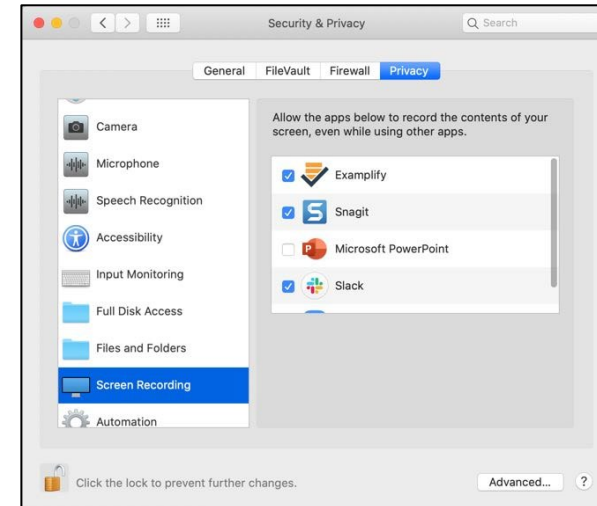 Security & Privacy
Search
General FileVault Firewall Privacy
Camera
Microphone
Speech Recognition
Accessibility
Input Monitoring
Full Disk Access
Files and Folders
Screen Recording
Automation
Allow the apps below to record the contents of your
screen, even while using other apps.
Examplify
Snagit
Microsoft PowerPoint
Slack
Click the lock to prevent further changes.
Advanced... ?